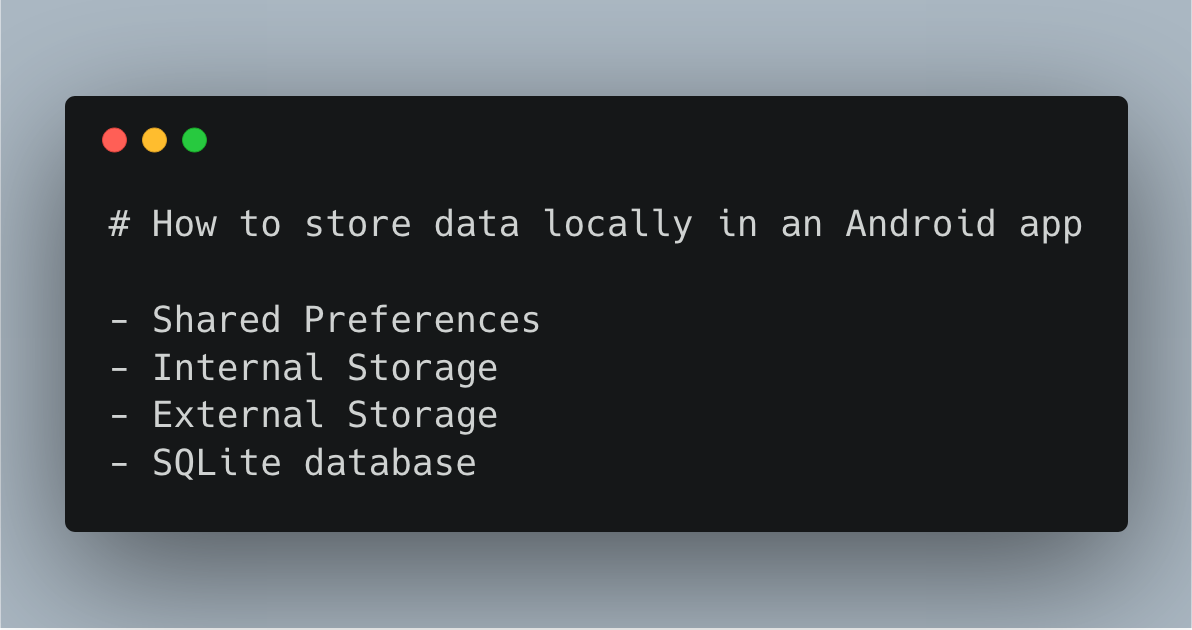 # How to store data locally in an Android app
- Shared Preferences
- Internal Storage
- External Storage
- SQLite database